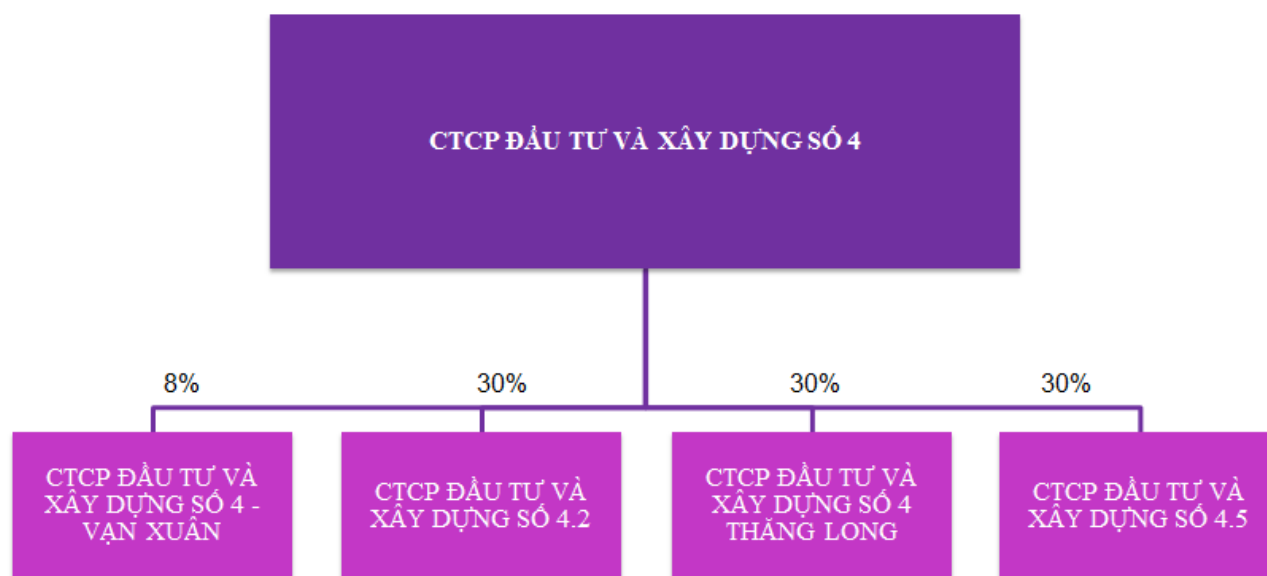 CTCP ĐẦU TƯ VÀ XÂY DỰNG SỐ 4
8%
30%
30%
30%
CTCP ĐẦU TƯ VÀ
XÂY DỰNG SỐ 4 -
VẠN XUÂN
CTCP ĐẦU TƯ VÀ
XÂY DỰNG SỐ 4.2
CTCP ĐẦU TƯ VÀ
XÂY DỰNG SỐ 4
THĂNG LONG
CTCP ĐẦU TƯ VÀ
XÂY DỰNG SỐ 4.5